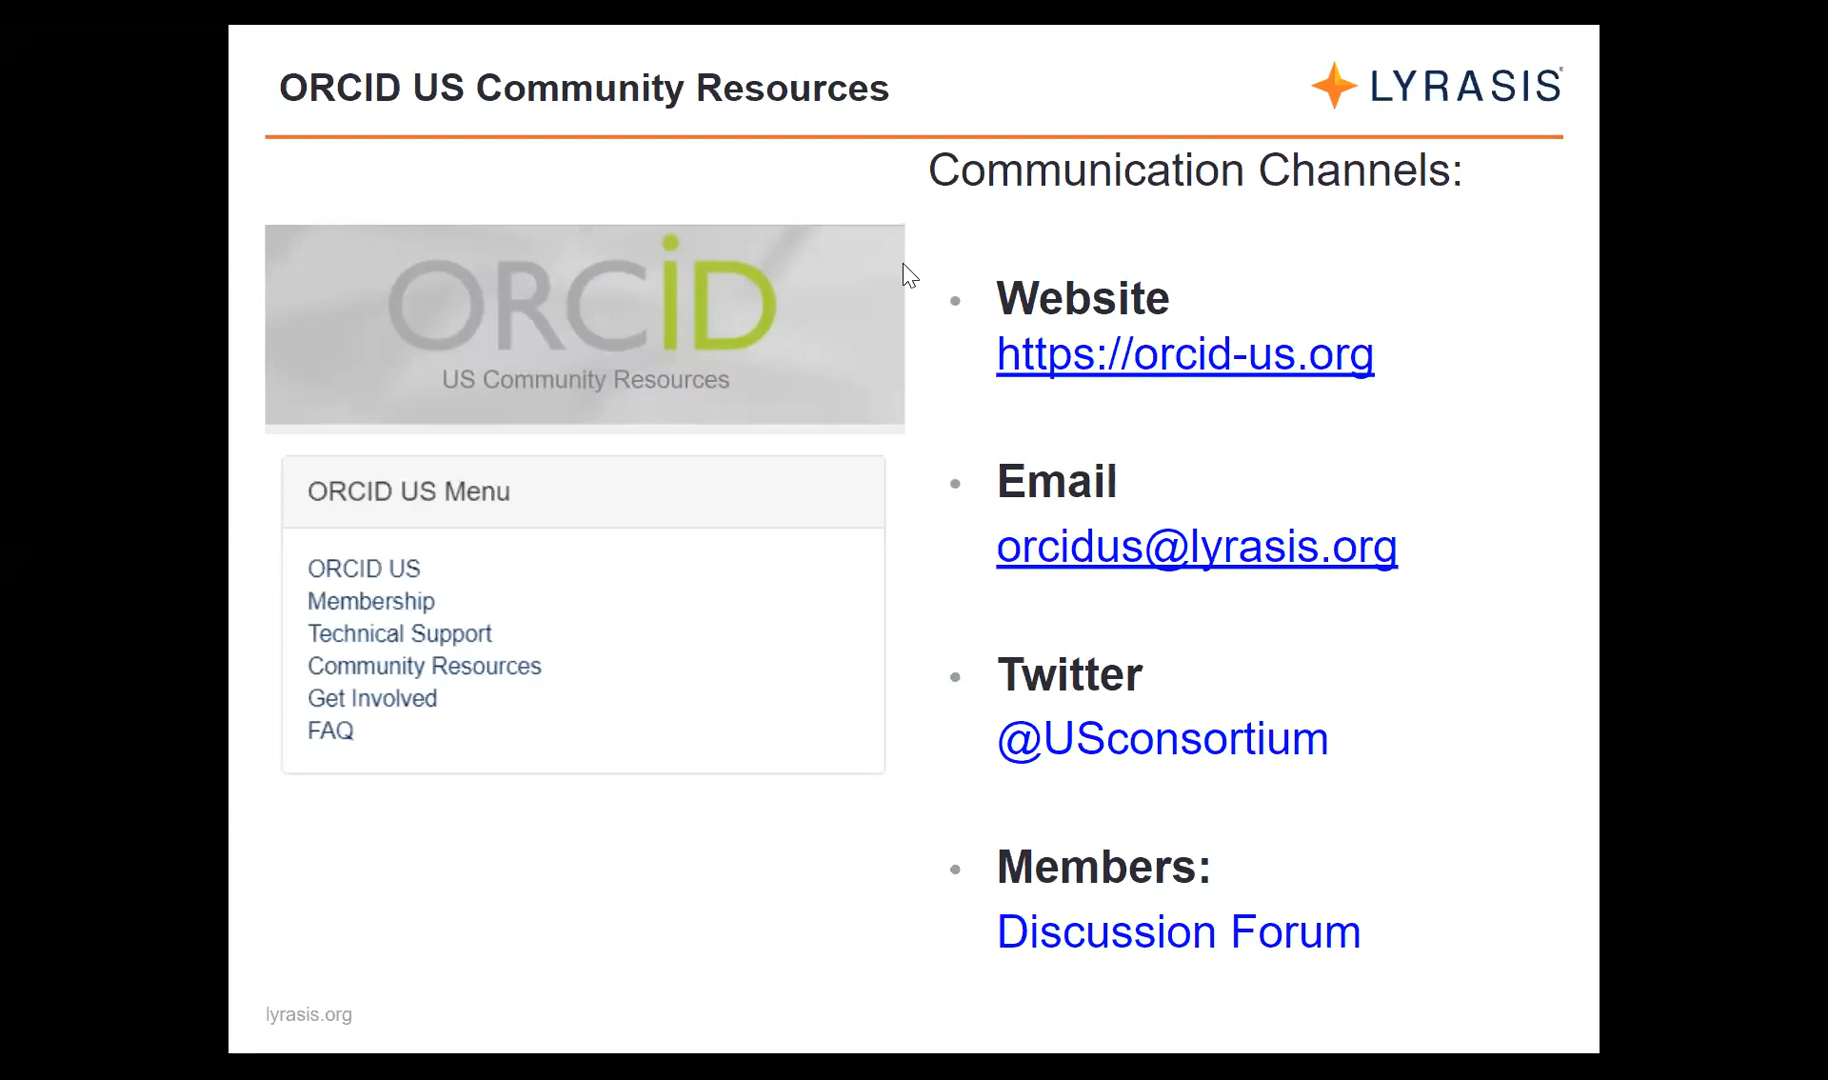 ORCID US Community Resources
LYRASIS
ORCiD
US Community Resources
ORCID US Menu
ORCID US
Membership
Technical Support
Community Resources
Get Involved
FAQ
Communication Channels:
• Website
https://orcid-us.org
• Email
orcidus@lyrasis.org
• Twitter
@USconsortium
• Members:
Discussion Forum
lyrasis.org